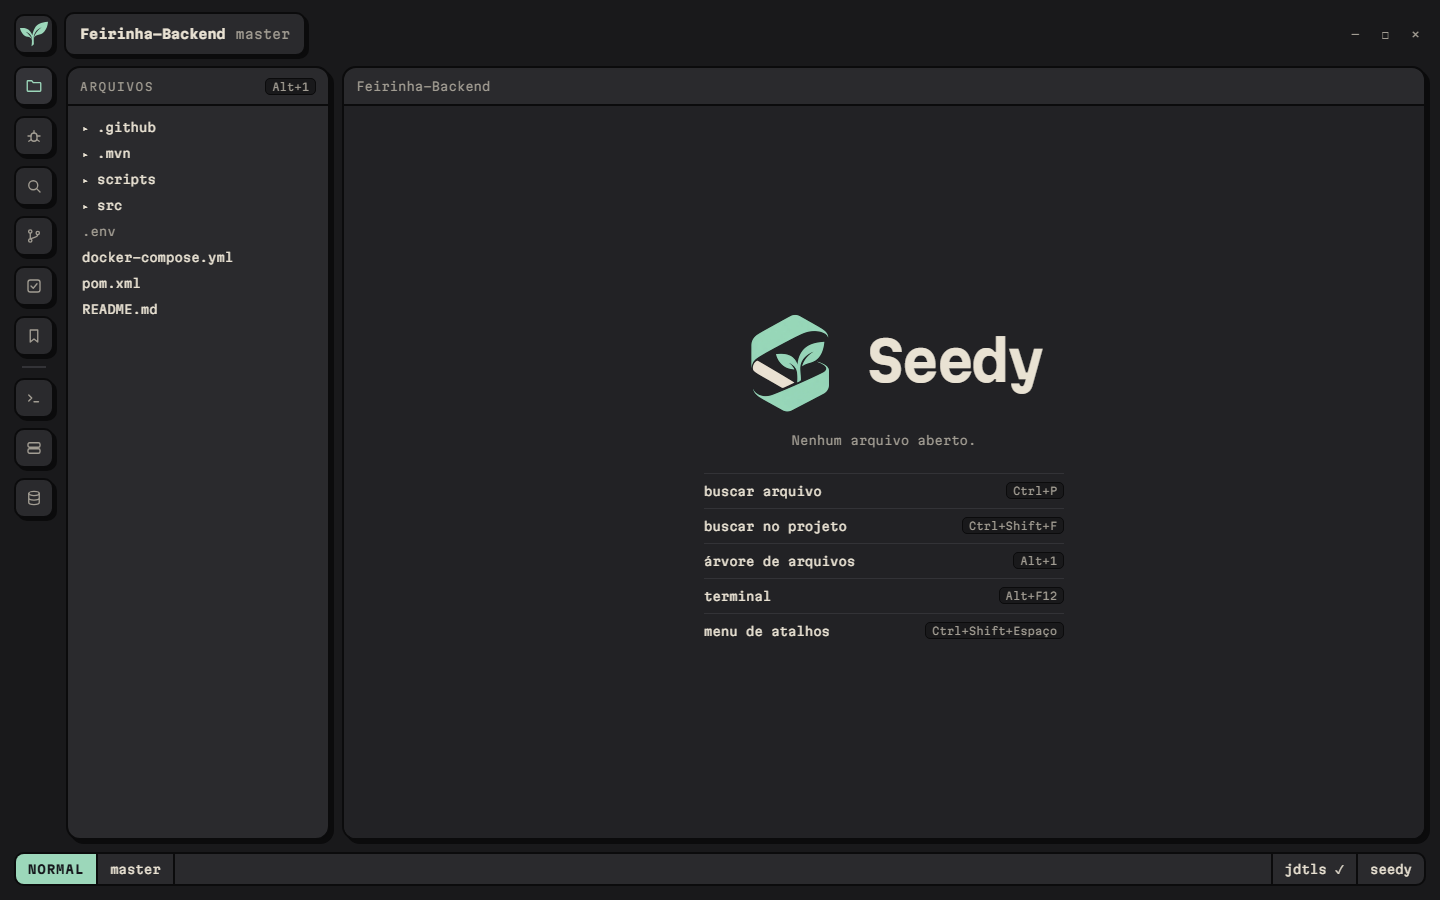 Feirinha-Backend master
ARQUIVOS Alt+1
Feirinha-Backend
.github
.mvn
scripts
src
.env
docker-compose.yml
pom.xml
README.md
Seedy
Nenhum arquivo aberto.
buscar arquivo Ctrl+P
buscar no projeto Ctrl+Shift+F
árvore de arquivos Alt+1
terminal Alt+F12
menu de atalhos Ctrl+Shift+Espaço
NORMAL master jdtls ✓ seedy